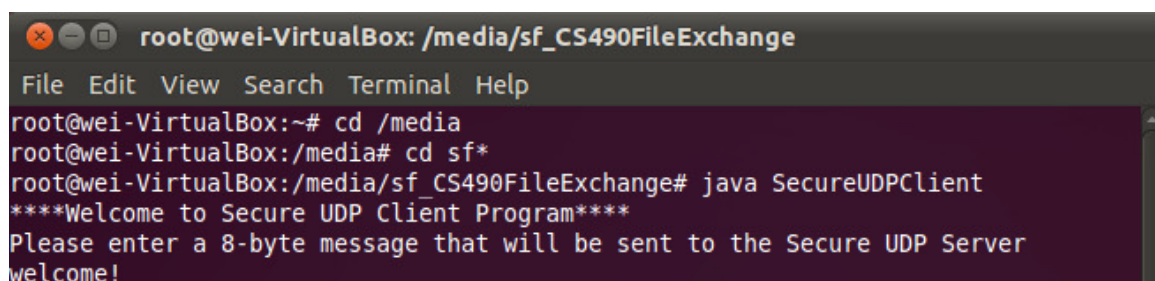 root@wei-VirtualBox: /media/sf_CS490FileExchange
File Edit View Search Terminal Help
root@wei-VirtualBox:~# cd /media
root@wei-VirtualBox:/media# cd sf*
root@wei-VirtualBox:/media/sf_CS490FileExchange# java SecureUDPClient
****Welcome to Secure UDP Client Program****
Please enter a 8-byte message that will be sent to the Secure UDP Server
welcome!